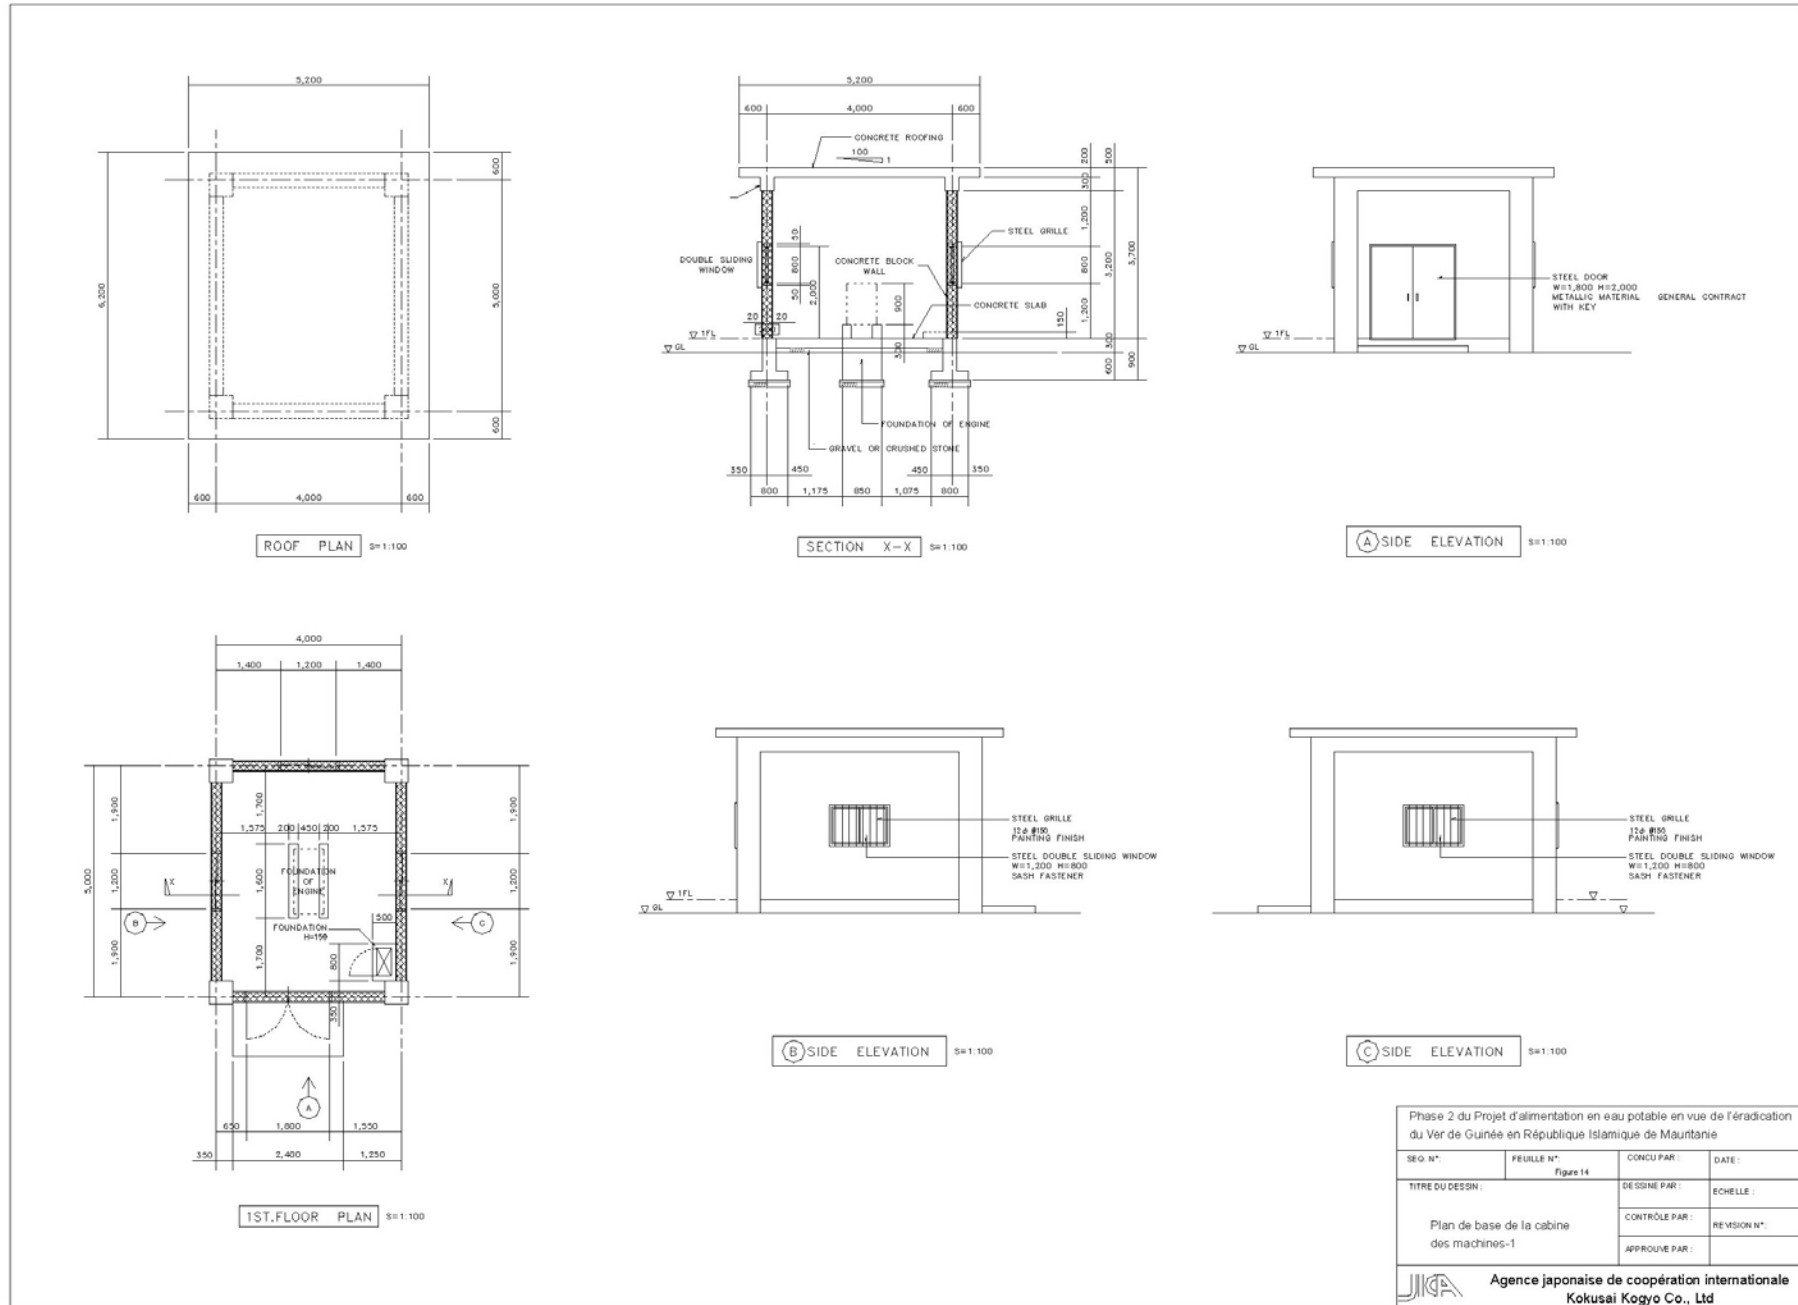 5,200
600
6,200
5,000
600
600
4,000
600
ROOF PLAN S=1:100
5,200
600
4,000
600
CONCRETE ROOFING
100
1
200
500
300
1,200
STEEL GRILLE
50
DOUBLE SLIDING
WINDOW
800
2,000
CONCRETE BLOCK
WALL
800
3,200
3,700
50
900
CONCRETE SLAB
1,200
20
20
150
1FL
GL
300
300
600
900
FOUNDATION OF ENGINE
GRAVEL OR CRUSHED STONE
350
450
450
350
800
1,175
850
1,075
800
SECTION X-X S=1:100
STEEL DOOR
W=1,800 H=2,000
METALLIC MATERIAL GENERAL CONTRACT
WITH KEY
1FL
GL
A SIDE ELEVATION S=1:100
4,000
1,400
1,200
1,400
1,900
1,700
1,900
1,575
200
450
200
1,575
5,000
1,200
X
1,600
FOUNDATION
OF
ENGINE
X
1,200
B
C
500
FOUNDATION
H=150
1,900
1,700
800
1,900
350
A
650
1,800
1,550
350
2,400
1,250
1ST.FLOOR PLAN S=1:100
STEEL GRILLE
12ϕ @150
PAINTING FINISH
STEEL DOUBLE SLIDING WINDOW
W=1,200 H=800
SASH FASTENER
1FL
GL
B SIDE ELEVATION S=1:100
STEEL GRILLE
12ϕ @150
PAINTING FINISH
STEEL DOUBLE SLIDING WINDOW
W=1,200 H=800
SASH FASTENER
C SIDE ELEVATION S=1:100
Phase 2 du Projet d'alimentation en eau potable en vue de l'éradication
du Ver de Guinée en République Islamique de Mauritanie
SEQ. N°:
FEUILLE N°:
Figure 14
CONCU PAR :
DATE :
TITRE DU DESSIN :
DESSINE PAR :
ECHELLE :
Plan de base de la cabine
des machines-1
CONTRÔLE PAR :
REVISION N°:
APPROUVE PAR :
JICA
Agence japonaise de coopération internationale
Kokusai Kogyo Co., Ltd